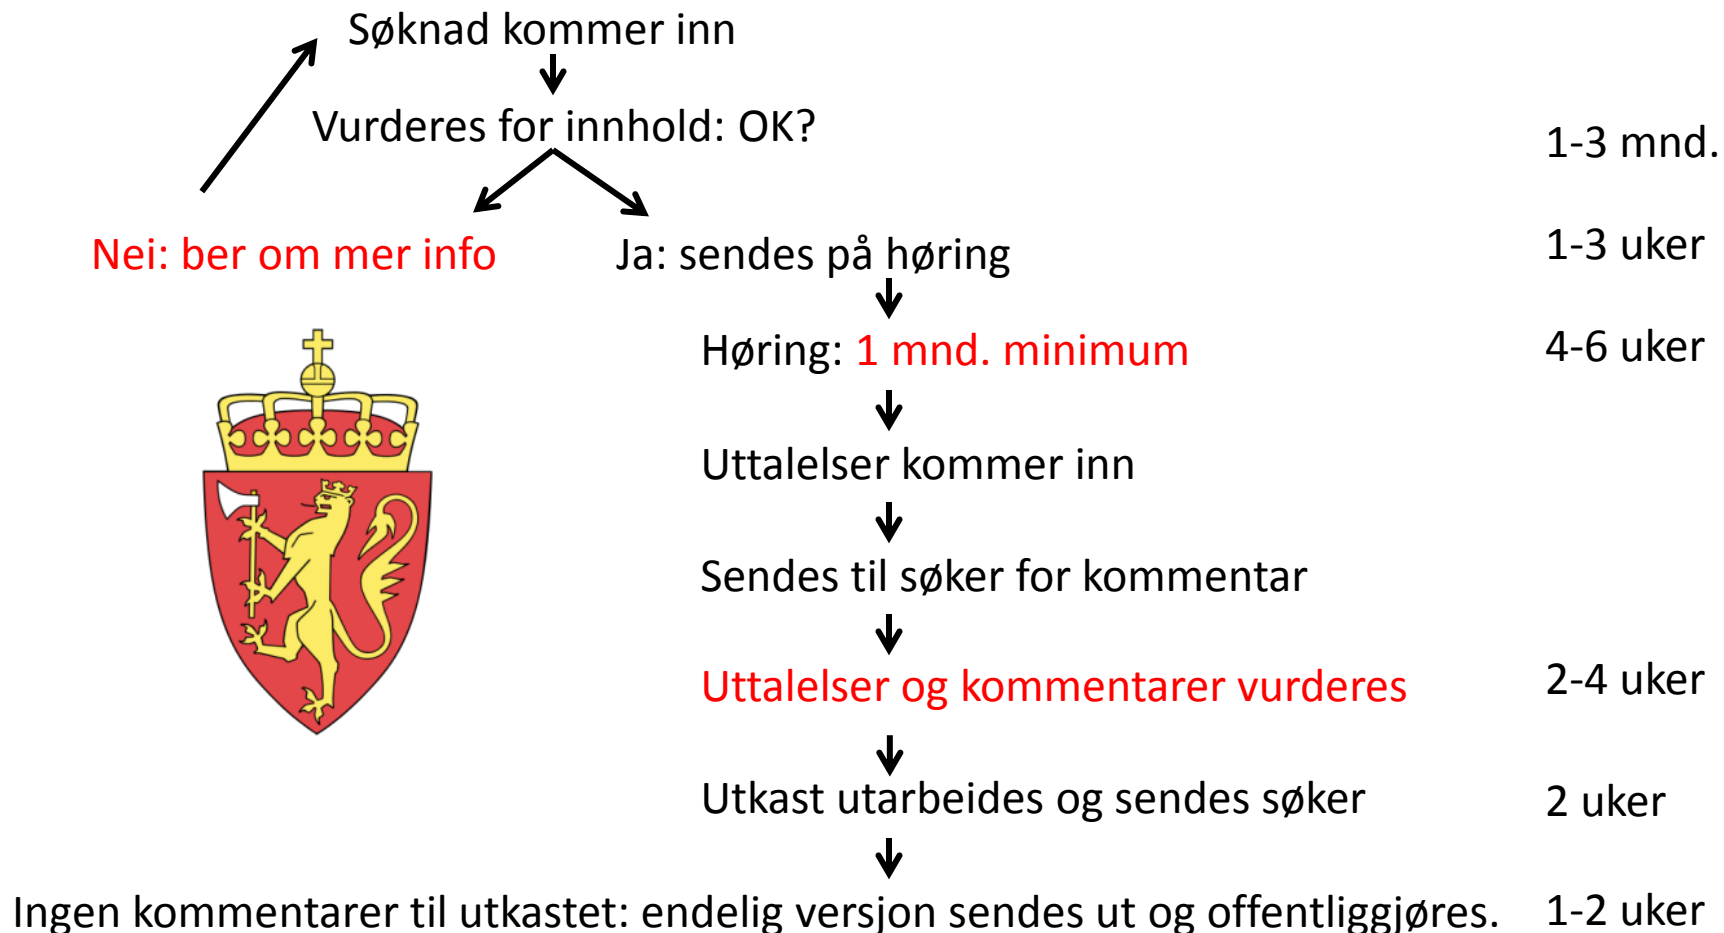 Søknad kommer inn
Vurderes for innhold: OK?
1-3 mnd.
Nei: ber om mer info
Ja: sendes på høring
1-3 uker
Høring: 1 mnd. minimum
4-6 uker
Uttalelser kommer inn
Sendes til søker for kommentar
Uttalelser og kommentarer vurderes
2-4 uker
Utkast utarbeides og sendes søker
2 uker
Ingen kommentarer til utkastet: endelig versjon sendes ut og offentliggjøres.
1-2 uker